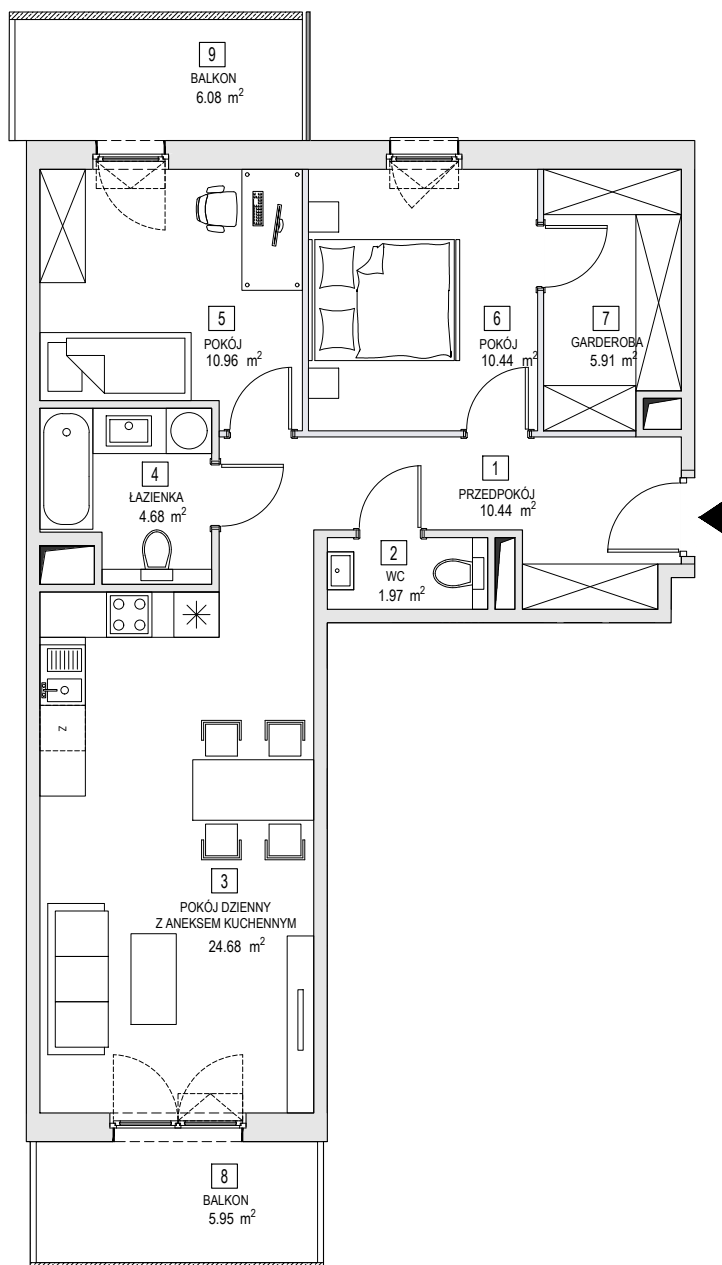 9
BALKON
6.08 m²
5
POKÓJ
10.96 m²
6
POKÓJ
10.44 m²
7
GARDEROBA
5.91 m²
4
ŁAZIENKA
4.68 m²
1
PRZEDPOKÓJ
10.44 m²
2
WC
1.97 m²
Z
3
POKÓJ DZIENNY
Z ANEKSEM KUCHENNYM
24.68 m²
8
BALKON
5.95 m²